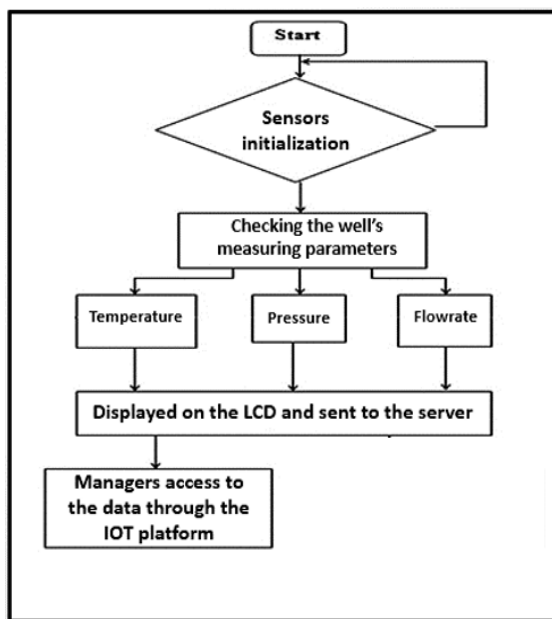 Start
Sensors
initialization
Checking the well's
measuring parameters
Temperature
Pressure
Flowrate
Displayed on the LCD and sent to the server
Managers access to
the data through the
IOT platform